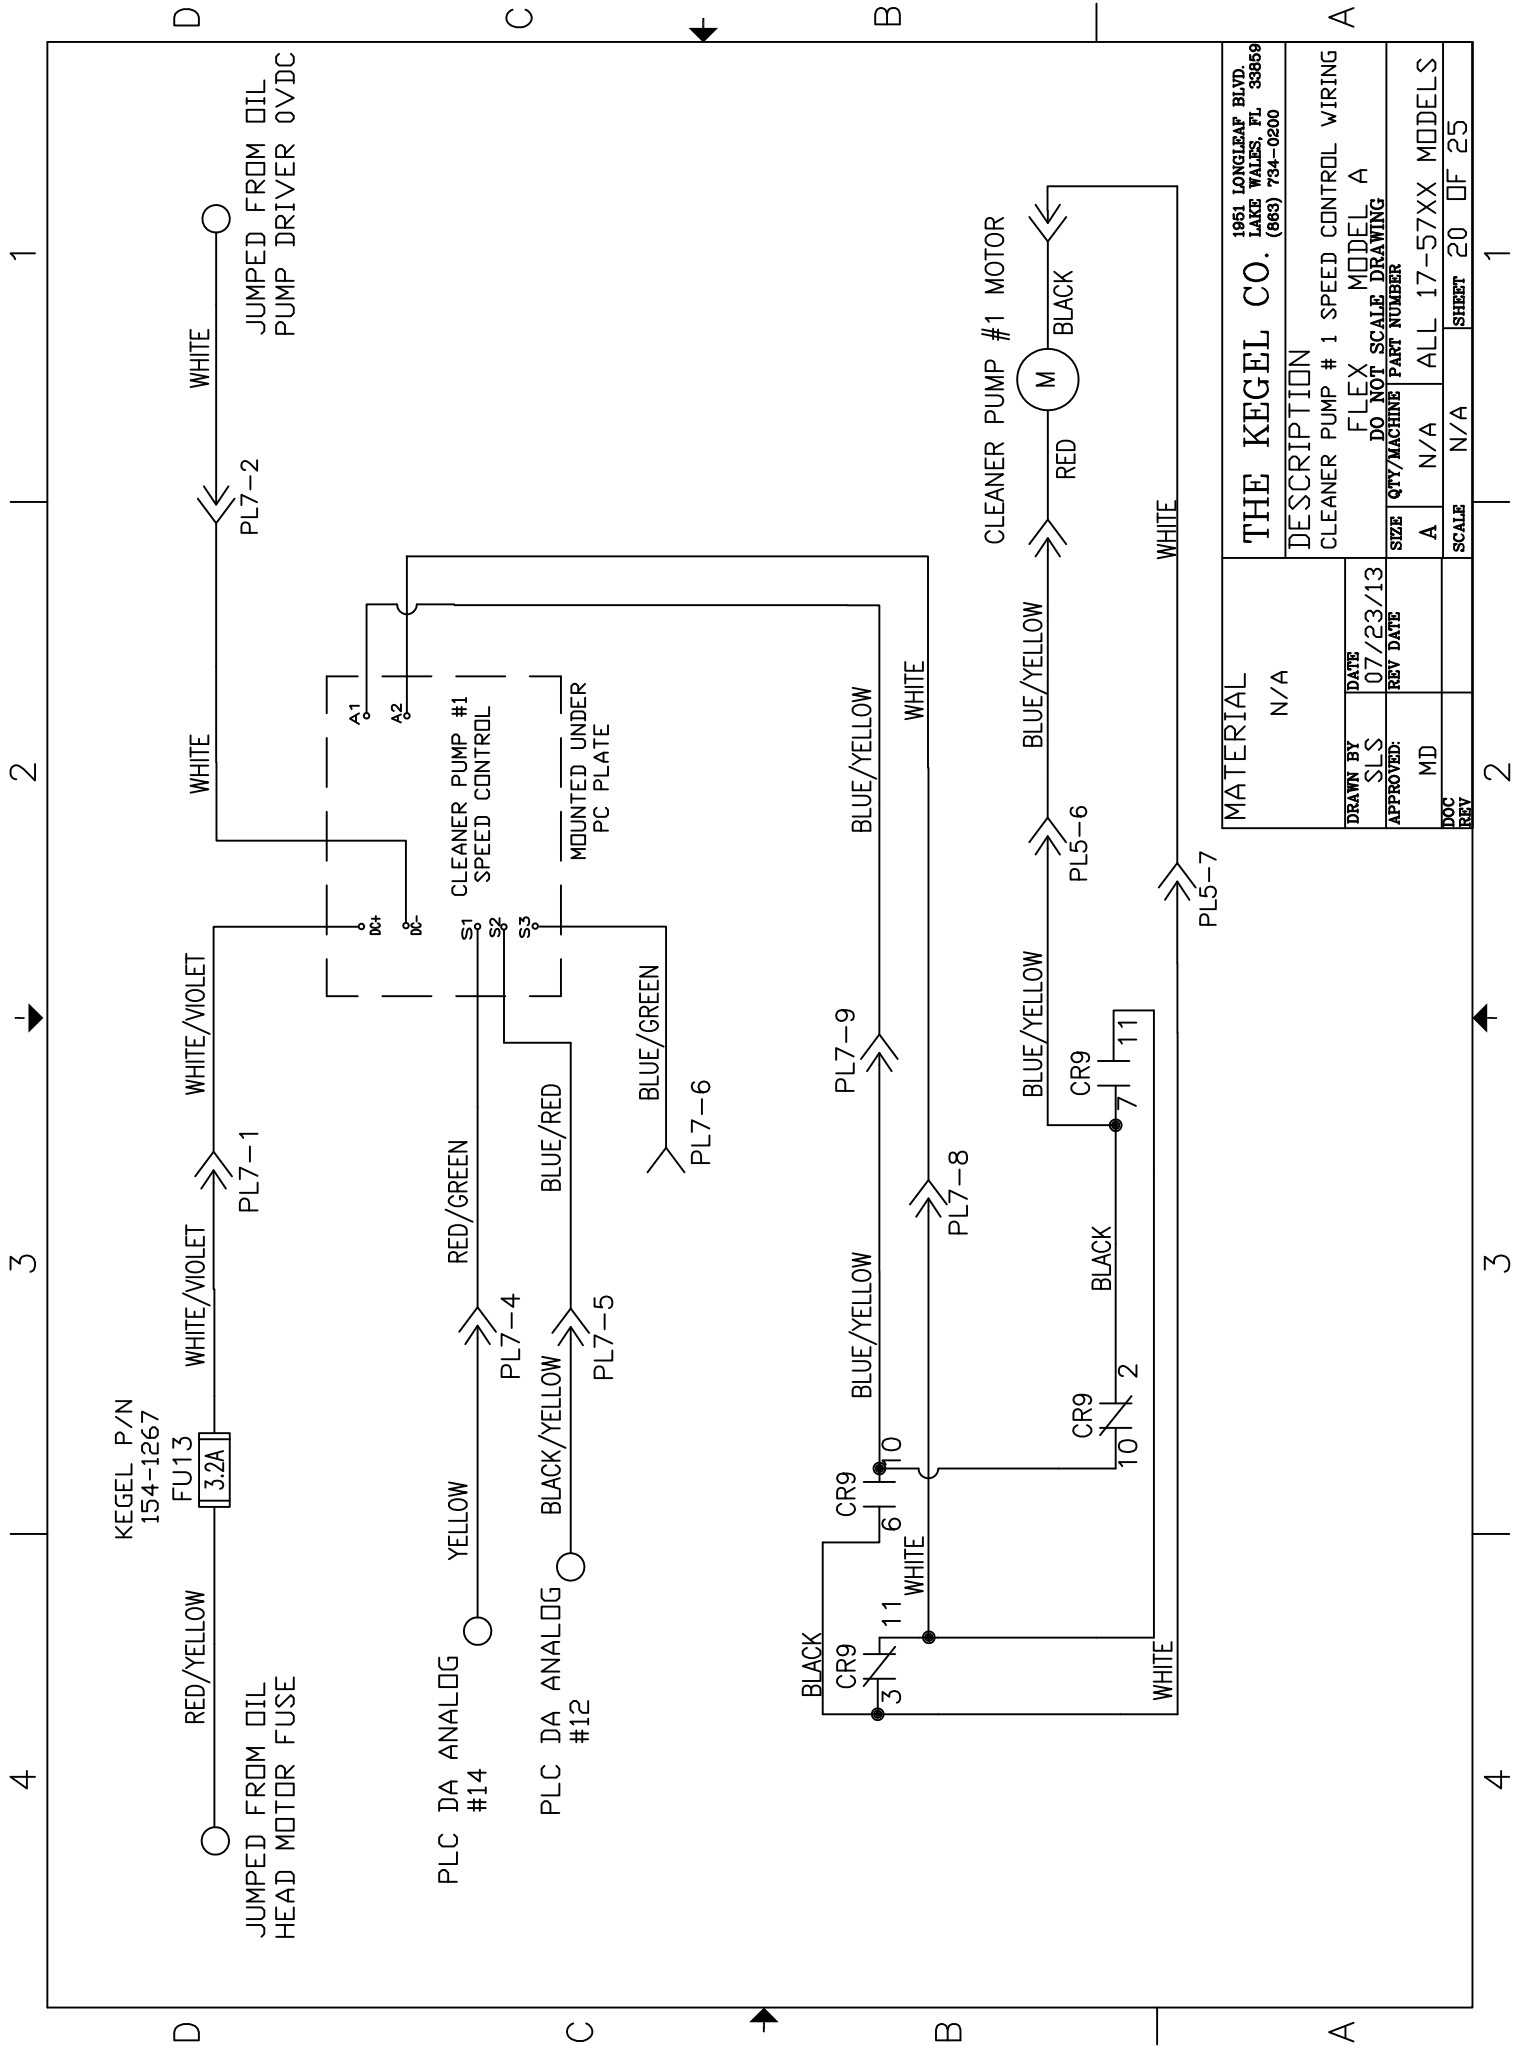 4
3
2
1
D
C
B
A
D
C
B
A
4
3
2
1
JUMPED FROM OIL
HEAD MOTOR FUSE
RED/YELLOW
KEGEL P/N
154-1267
FU13
3.2A
WHITE/VIOLET
PL7-1
WHITE/VIOLET
WHITE
PL7-2
WHITE
JUMPED FROM OIL
PUMP DRIVER 0VDC
DC+
DC-
S1
S2
S3
A1
A2
CLEANER PUMP #1
SPEED CONTROL
MOUNTED UNDER
PC PLATE
PLC DA ANALOG
#14
YELLOW
PL7-4
RED/GREEN
PLC DA ANALOG
#12
BLACK/YELLOW
PL7-5
BLUE/RED
PL7-6
BLUE/GREEN
BLACK
CR9
3
11
CR9
6
10
WHITE
BLUE/YELLOW
PL7-9
BLUE/YELLOW
PL7-8
WHITE
WHITE
CR9
10
2
BLACK
CR9
7
11
BLUE/YELLOW
PL5-6
BLUE/YELLOW
PL5-7
WHITE
CLEANER PUMP #1 MOTOR
RED
M
BLACK
MATERIAL
N/A
DRAWN BY
SLS
DATE
07/23/13
APPROVED:
MD
REV DATE
DOC
REV
THE KEGEL CO.
1951 LONGLEAF BLVD.
LAKE WALES, FL 33859
(863) 734-0200
DESCRIPTION
CLEANER PUMP # 1 SPEED CONTROL WIRING
FLEX MODEL A
DO NOT SCALE DRAWING
SIZE
A
QTY/MACHINE
N/A
PART NUMBER
ALL 17-57XX MODELS
SCALE
N/A
SHEET 20 OF 25